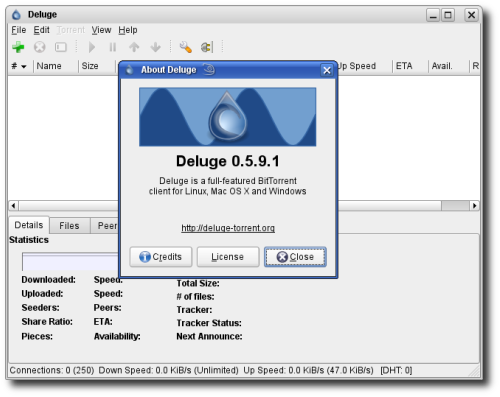 Deluge
File Edit Torrent View Help
# Name Size Up Speed ETA Avail. R
About Deluge
Deluge 0.5.9.1
Deluge is a full-featured BitTorrent
client for Linux, Mac OS X and Windows
http://deluge-torrent.org
Credits License Close
Details Files Peer
Statistics
Downloaded: Speed: Total Size:
Uploaded: Speed: # of files:
Seeders: Peers: Tracker:
Share Ratio: ETA: Tracker Status:
Pieces: Availability: Next Announce:
Connections: 0 (250) Down Speed: 0.0 KiB/s (Unlimited) Up Speed: 0.0 KiB/s (47.0 KiB/s) [DHT: 0]